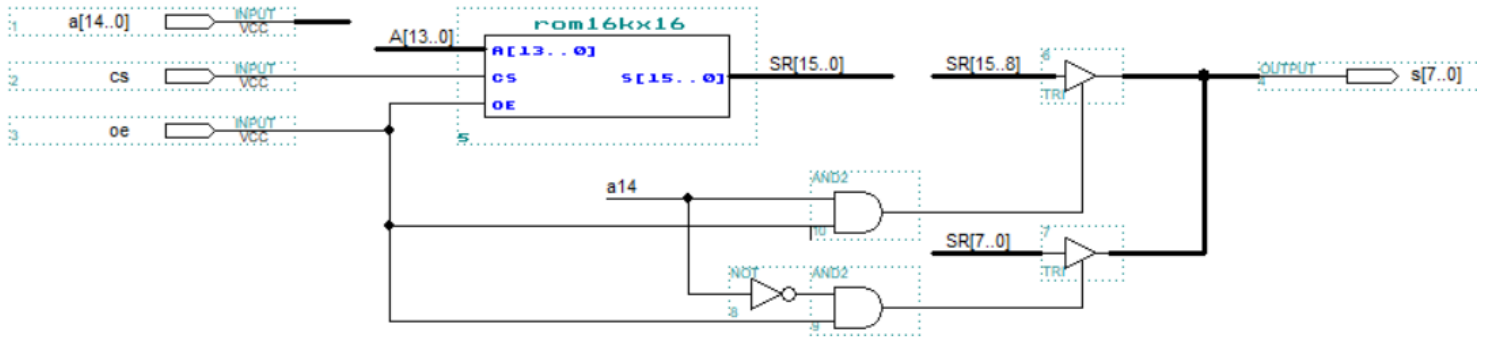 1 a[14..0] INPUT VCC
2 cs INPUT VCC
3 oe INPUT VCC
rom16kx16
A[13..0]
A[13..0]
CS S[15..0]
OE
5
SR[15..0]
SR[15..8]
6
TRI
OUTPUT
4
s[7..0]
a14
AND2
10
SR[7..0]
7
TRI
NOT
8
AND2
9